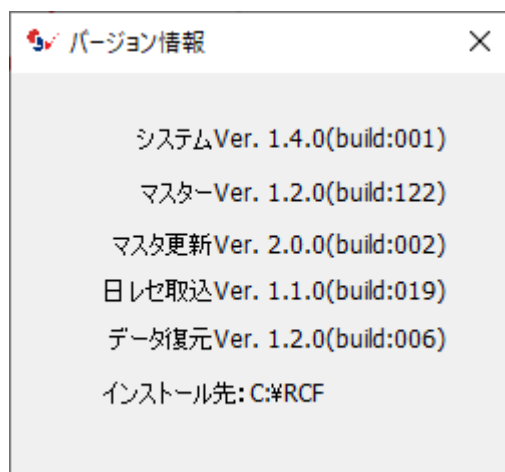 バージョン情報
システムVer. 1.4.0(build:001)
マスターVer. 1.2.0(build:122)
マスタ更新Ver. 2.0.0(build:002)
日レセ取込Ver. 1.1.0(build:019)
データ復元Ver. 1.2.0(build:006)
インストール先: C:¥RCF